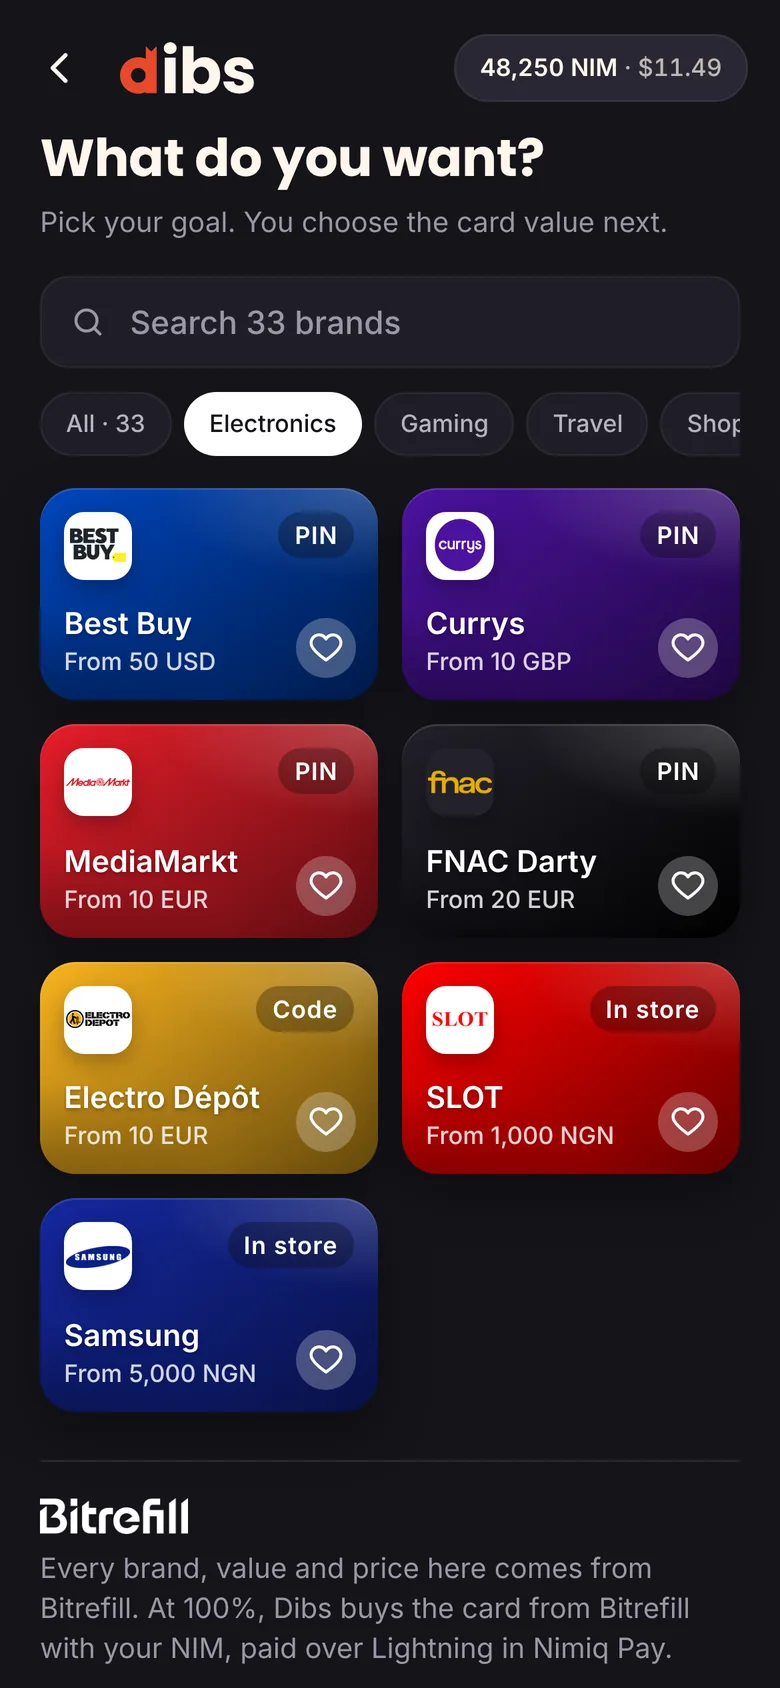 dibs
48,250 NIM · $11.49
What do you want?
Pick your goal. You choose the card value next.
Search 33 brands
All · 33
Electronics
Gaming
Travel
Shop
BEST
BUY
PIN
Best Buy
From 50 USD
currys
PIN
Currys
From 10 GBP
MediaMarkt
PIN
MediaMarkt
From 10 EUR
fnac
PIN
FNAC Darty
From 20 EUR
ELECTRO
DEPOT
Code
Electro Dépôt
From 10 EUR
SLOT
In store
SLOT
From 1,000 NGN
SAMSUNG
In store
Samsung
From 5,000 NGN
Bitrefill
Every brand, value and price here comes from
Bitrefill. At 100%, Dibs buys the card from Bitrefill
with your NIM, paid over Lightning in Nimiq Pay.